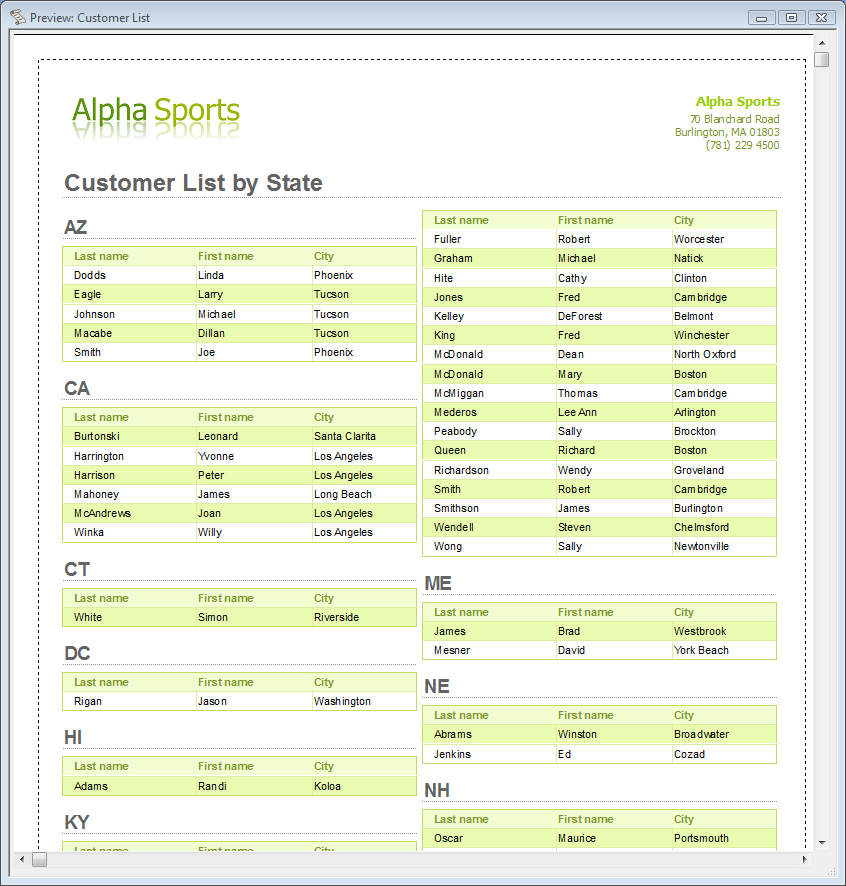 Preview: Customer List
Alpha Sports
Alpha Sports
70 Blanchard Road
Burlington, MA 01803
(781) 229 4500
Customer List by State
AZ
Last name First name City
Dodds Linda Phoenix
Eagle Larry Tucson
Johnson Michael Tucson
Macabe Dillan Tucson
Smith Joe Phoenix
CA
Last name First name City
Burtonski Leonard Santa Clarita
Harrington Yvonne Los Angeles
Harrison Peter Los Angeles
Mahoney James Long Beach
McAndrews Joan Los Angeles
Winka Willy Los Angeles
CT
Last name First name City
White Simon Riverside
DC
Last name First name City
Rigan Jason Washington
HI
Last name First name City
Adams Randi Koloa
KY
Last name First name City
Last name First name City
Fuller Robert Worcester
Graham Michael Natick
Hite Cathy Clinton
Jones Fred Cambridge
Kelley DeForest Belmont
King Fred Winchester
McDonald Dean North Oxford
McDonald Mary Boston
McMiggan Thomas Cambridge
Mederos Lee Ann Arlington
Peabody Sally Brockton
Queen Richard Boston
Richardson Wendy Groveland
Smith Robert Cambridge
Smithson James Burlington
Wendell Steven Chelmsford
Wong Sally Newtonville
ME
Last name First name City
James Brad Westbrook
Mesner David York Beach
NE
Last name First name City
Abrams Winston Broadwater
Jenkins Ed Cozad
NH
Last name First name City
Oscar Maurice Portsmouth